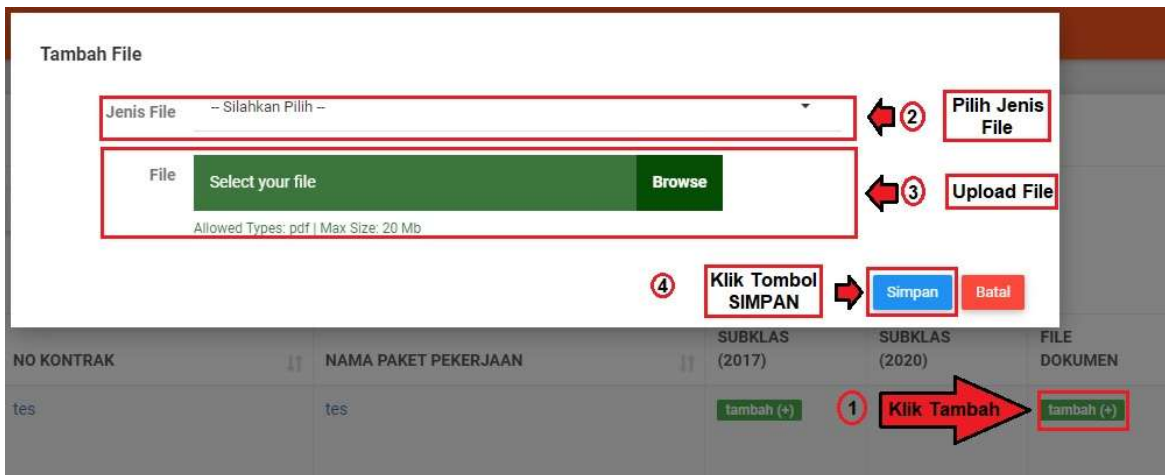 Tambah File
Jenis File
-- Silahkan Pilih --
2
Pilih Jenis
File
File
Select your file
Browse
3
Upload File
Allowed Types: pdf | Max Size: 20 Mb
4
Klik Tombol
SIMPAN
Simpan
Batal
NO KONTRAK
NAMA PAKET PEKERJAAN
SUBKLAS
(2017)
SUBKLAS
(2020)
FILE
DOKUMEN
tes
tes
tambah (+)
1
Klik Tambah
tambah (+)